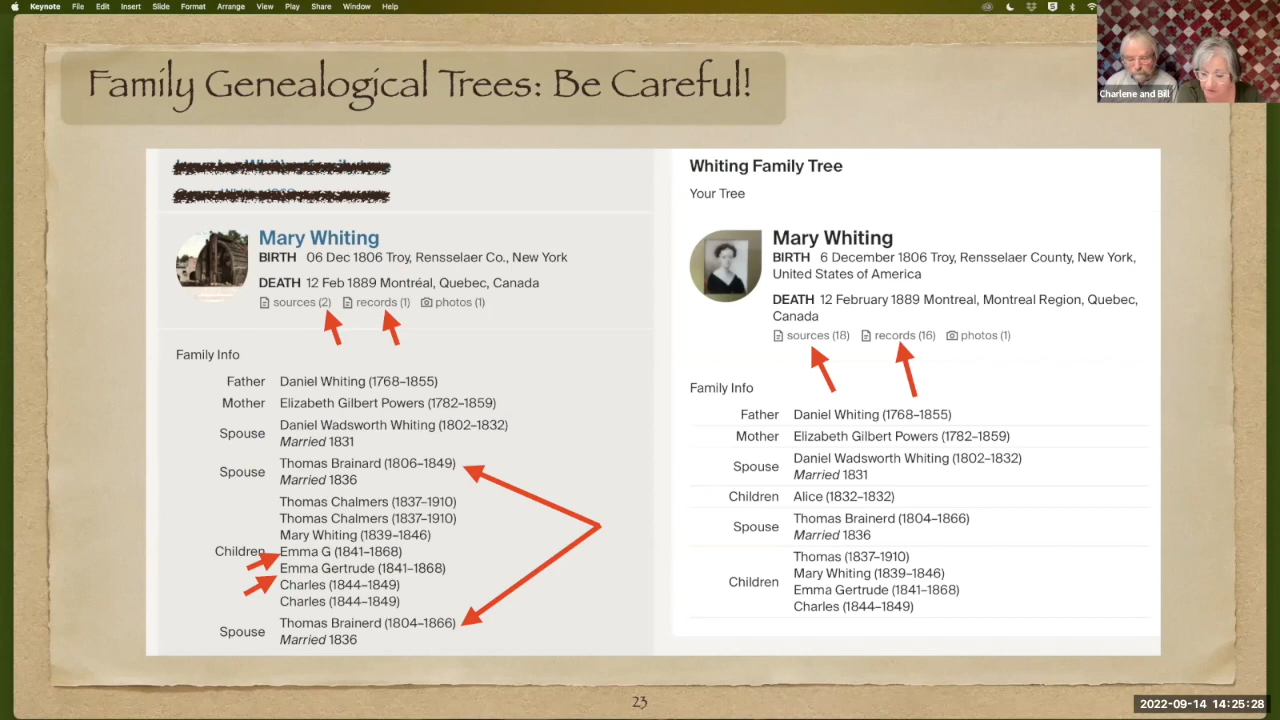 Keynote File Edit Insert Slide Format Arrange View Play Share Window Help
Charlene and Bill
Family Genealogical Trees: Be Careful!
Mary Whiting
BIRTH 06 Dec 1806 Troy, Rensselaer Co., New York
DEATH 12 Feb 1889 Montréal, Quebec, Canada
sources (2) records (1) photos (1)
Family Info
Father Daniel Whiting (1768–1855)
Mother Elizabeth Gilbert Powers (1782–1859)
Spouse Daniel Wadsworth Whiting (1802–1832)
Married 1831
Spouse Thomas Brainard (1806–1849)
Married 1836
Thomas Chalmers (1837–1910)
Thomas Chalmers (1837–1910)
Mary Whiting (1839–1846)
Children Emma G (1841–1868)
Emma Gertrude (1841–1868)
Charles (1844–1849)
Charles (1844–1849)
Spouse Thomas Brainerd (1804–1866)
Married 1836
Whiting Family Tree
Your Tree
Mary Whiting
BIRTH 6 December 1806 Troy, Rensselaer County, New York,
United States of America
DEATH 12 February 1889 Montreal, Montreal Region, Quebec,
Canada
sources (18) records (16) photos (1)
Family Info
Father Daniel Whiting (1768–1855)
Mother Elizabeth Gilbert Powers (1782–1859)
Spouse Daniel Wadsworth Whiting (1802–1832)
Married 1831
Children Alice (1832–1832)
Spouse Thomas Brainerd (1804–1866)
Married 1836
Thomas (1837–1910)
Mary Whiting (1839–1846)
Children Emma Gertrude (1841–1868)
Charles (1844–1849)
23
2022-09-14 14:25:28